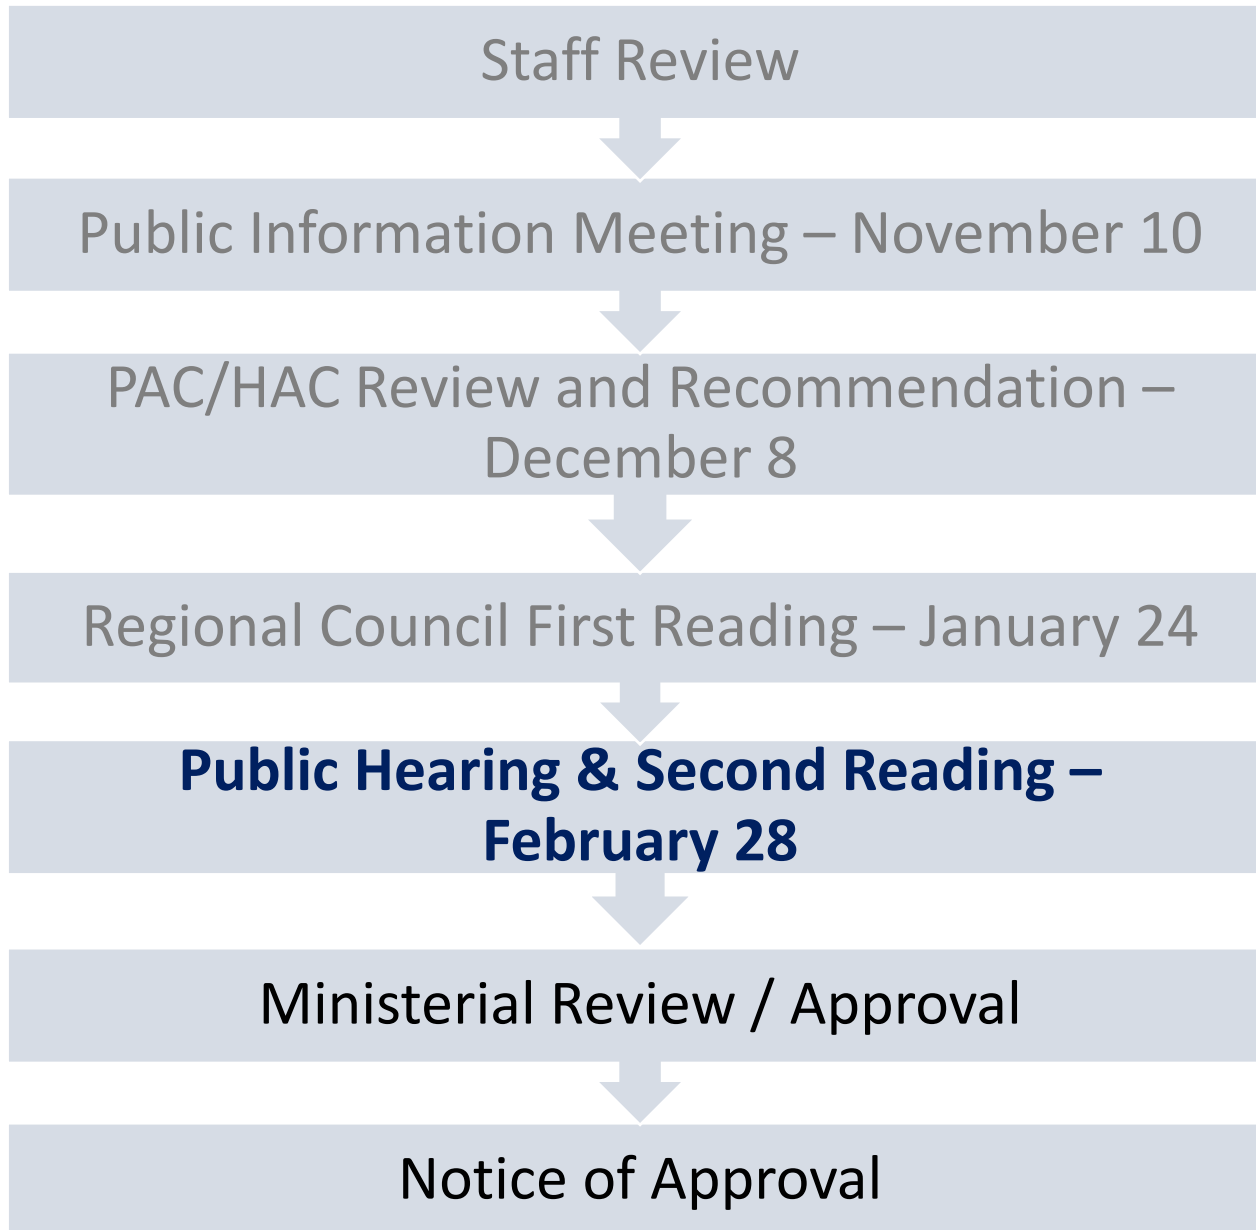 Staff Review
Public Information Meeting – November 10
PAC/HAC Review and Recommendation –
December 8
Regional Council First Reading – January 24
Public Hearing & Second Reading –
February 28
Ministerial Review / Approval
Notice of Approval